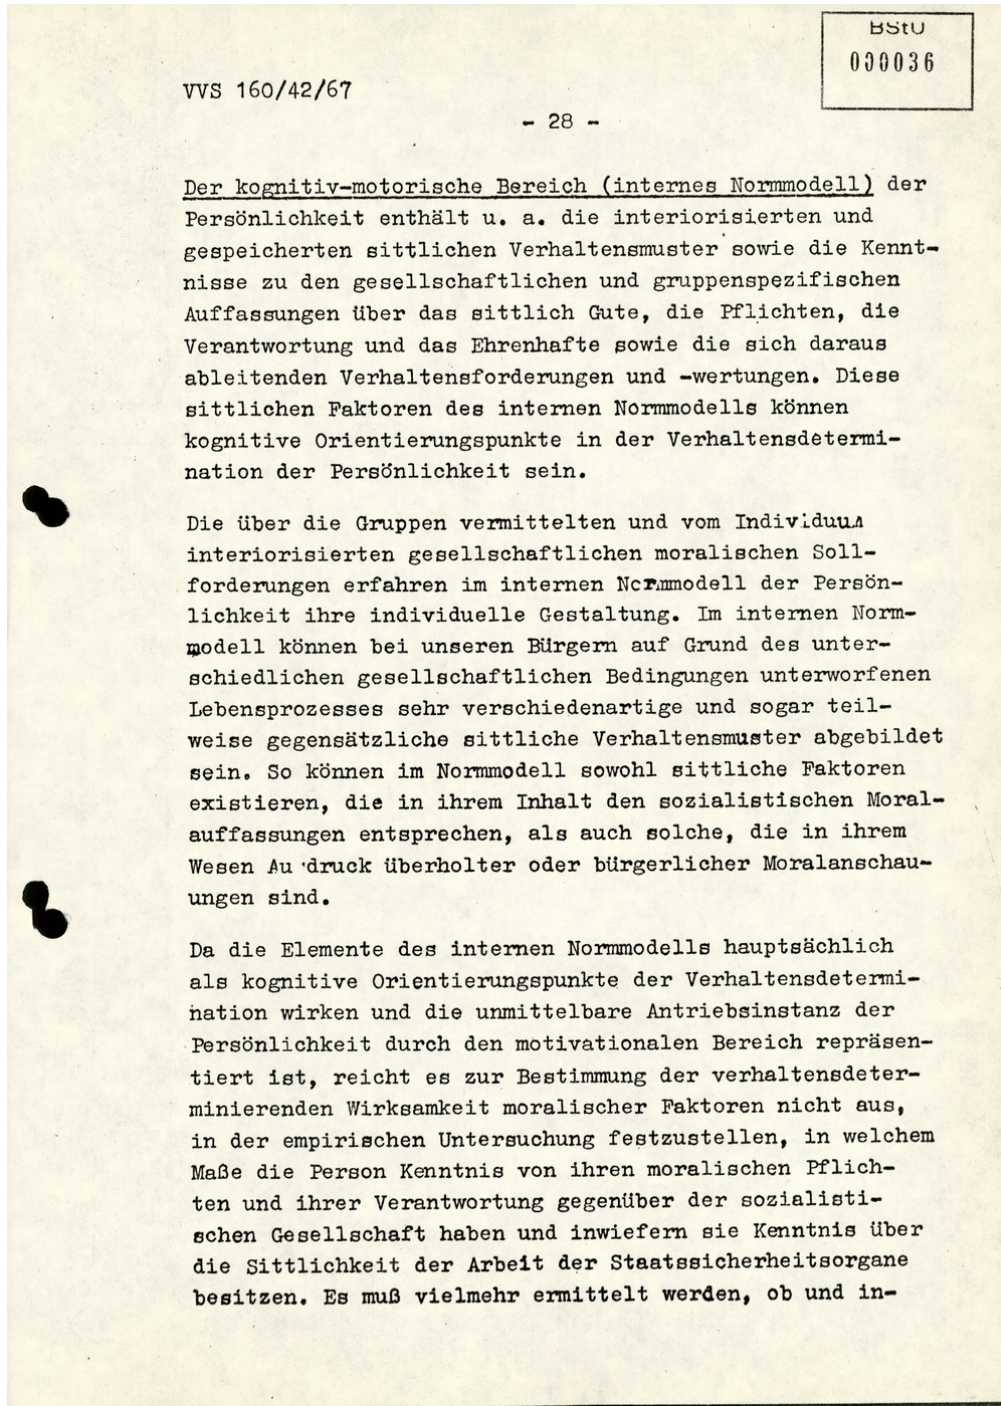 BStU
000036
VVS 160/42/67
- 28 -
Der kognitiv-motorische Bereich (internes Normmodell) der
Persönlichkeit enthält u. a. die interiorisierten und
gespeicherten sittlichen Verhaltensmuster sowie die Kennt-
nisse zu den gesellschaftlichen und gruppenspezifischen
Auffassungen über das sittlich Gute, die Pflichten, die
Verantwortung und das Ehrenhafte sowie die sich daraus
ableitenden Verhaltensforderungen und -wertungen. Diese
sittlichen Faktoren des internen Normmodells können
kognitive Orientierungspunkte in der Verhaltensdetermi-
nation der Persönlichkeit sein.
Die über die Gruppen vermittelten und vom Individuum
interiorisierten gesellschaftlichen moralischen Soll-
forderungen erfahren im internen Normmodell der Persön-
lichkeit ihre individuelle Gestaltung. Im internen Norm-
modell können bei unseren Bürgern auf Grund des unter-
schiedlichen gesellschaftlichen Bedingungen unterworfenen
Lebensprozesses sehr verschiedenartige und sogar teil-
weise gegensätzliche sittliche Verhaltensmuster abgebildet
sein. So können im Normmodell sowohl sittliche Faktoren
existieren, die in ihrem Inhalt den sozialistischen Moral-
auffassungen entsprechen, als auch solche, die in ihrem
Wesen Ausdruck überholter oder bürgerlicher Moralanschau-
ungen sind.
Da die Elemente des internen Normmodells hauptsächlich
als kognitive Orientierungspunkte der Verhaltensdetermi-
nation wirken und die unmittelbare Antriebsinstanz der
Persönlichkeit durch den motivationalen Bereich repräsen-
tiert ist, reicht es zur Bestimmung der verhaltensdeter-
minierenden Wirksamkeit moralischer Faktoren nicht aus,
in der empirischen Untersuchung festzustellen, in welchem
Maße die Person Kenntnis von ihren moralischen Pflich-
ten und ihrer Verantwortung gegenüber der sozialisti-
schen Gesellschaft haben und inwiefern sie Kenntnis über
die Sittlichkeit der Arbeit der Staatssicherheitsorgane
besitzen. Es muß vielmehr ermittelt werden, ob und in-